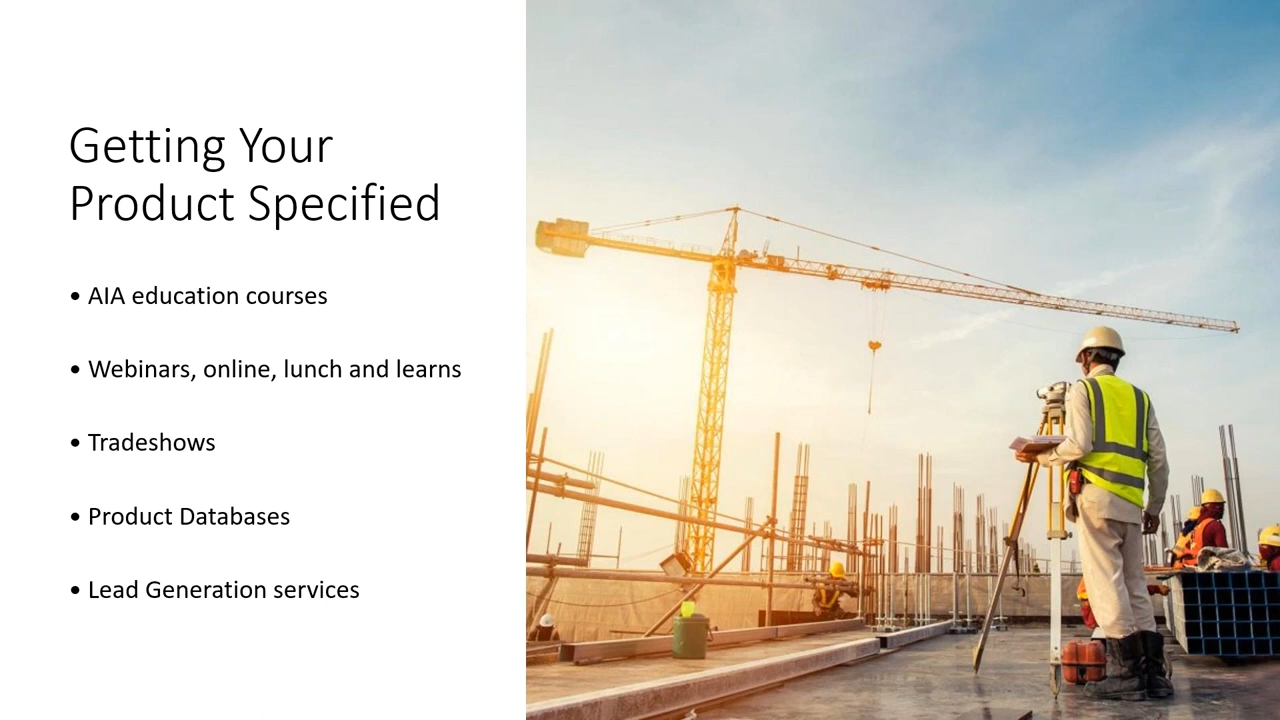 Getting Your
Product Specified
• AIA education courses
• Webinars, online, lunch and learns
• Tradeshows
• Product Databases
• Lead Generation services